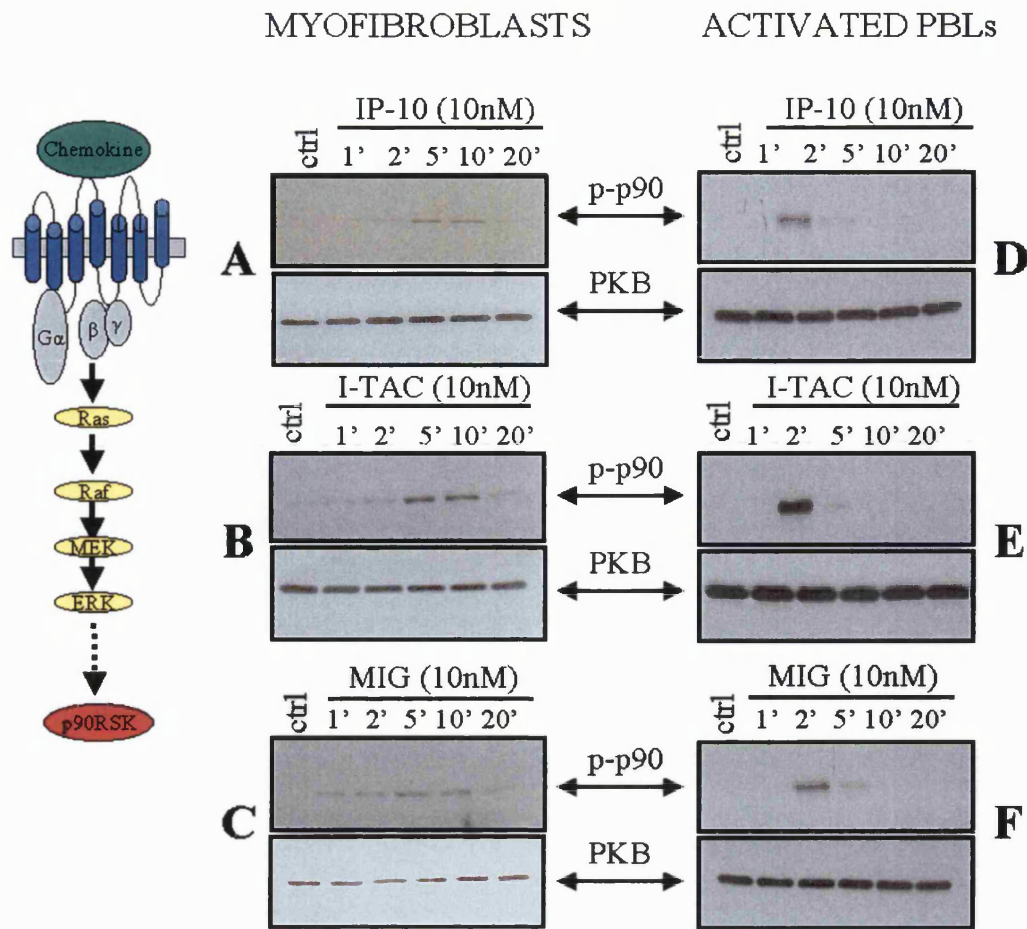 MYOFIBROBLASTS
ACTIVATED PBLs
Chemokine
Gα
β
γ
Ras
Raf
MEK
ERK
p90RSK
IP-10 (10nM)
ctrl 1' 2' 5' 10' 20'
A
p-p90
PKB
IP-10 (10nM)
ctrl 1' 2' 5' 10' 20'
D
I-TAC (10nM)
ctrl 1' 2' 5' 10' 20'
B
p-p90
PKB
I-TAC (10nM)
ctrl 1' 2' 5' 10' 20'
E
MIG (10nM)
ctrl 1' 2' 5' 10' 20'
C
p-p90
PKB
MIG (10nM)
ctrl 1' 2' 5' 10' 20'
F